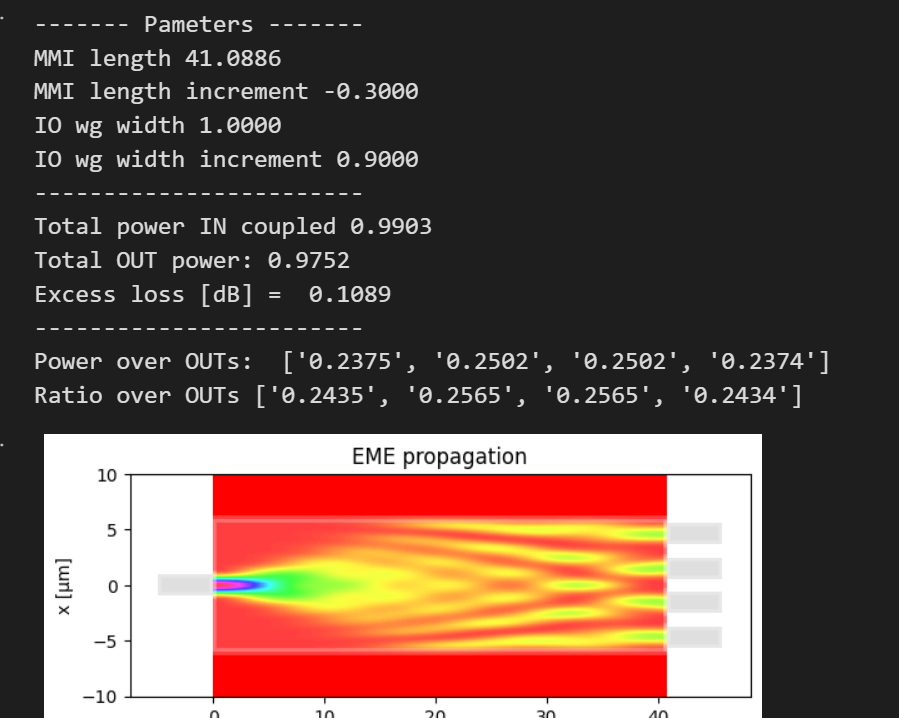 ------- Pameters -------
MMI length 41.0886
MMI length increment -0.3000
IO wg width 1.0000
IO wg width increment 0.9000
------------------------
Total power IN coupled 0.9903
Total OUT power: 0.9752
Excess loss [dB] =  0.1089
------------------------
Power over OUTs:  ['0.2375', '0.2502', '0.2502', '0.2374']
Ratio over OUTs ['0.2435', '0.2565', '0.2565', '0.2434']
EME propagation
10
5
0
−5
−10
x [µm]
0 10 20 30 40